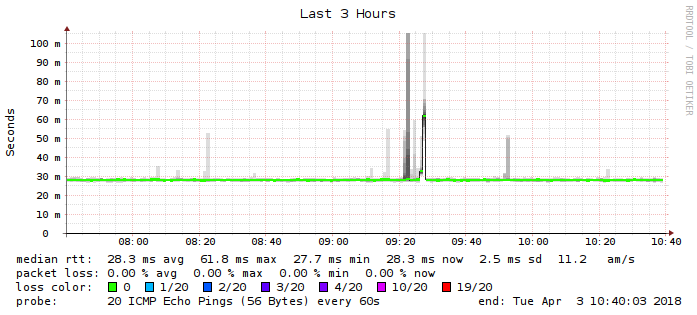 Last 3 Hours
RRDTOOL / TOBI OETIKER
Seconds
100 m
90 m
80 m
70 m
60 m
50 m
40 m
30 m
20 m
10 m
0
08:00 08:20 08:40 09:00 09:20 09:40 10:00 10:20 10:40
median rtt: 28.3 ms avg 61.8 ms max 27.7 ms min 28.3 ms now 2.5 ms sd 11.2 am/s
packet loss: 0.00 % avg 0.00 % max 0.00 % min 0.00 % now
loss color: 0 1/20 2/20 3/20 4/20 10/20 19/20
probe: 20 ICMP Echo Pings (56 Bytes) every 60s end: Tue Apr 3 10:40:03 2018